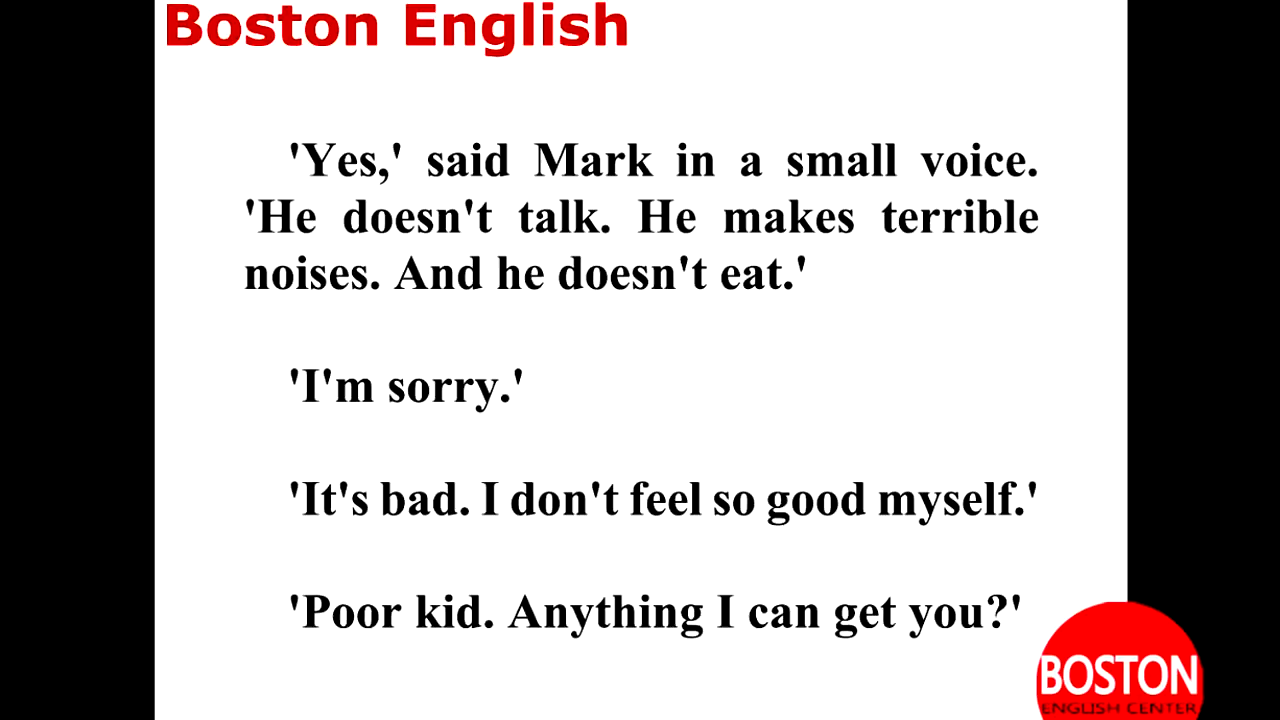 Boston English
'Yes,' said Mark in a small voice.
'He doesn't talk. He makes terrible
noises. And he doesn't eat.'
'I'm sorry.'
'It's bad. I don't feel so good myself.'
'Poor kid. Anything I can get you?'
BOSTON
ENGLISH CENTER